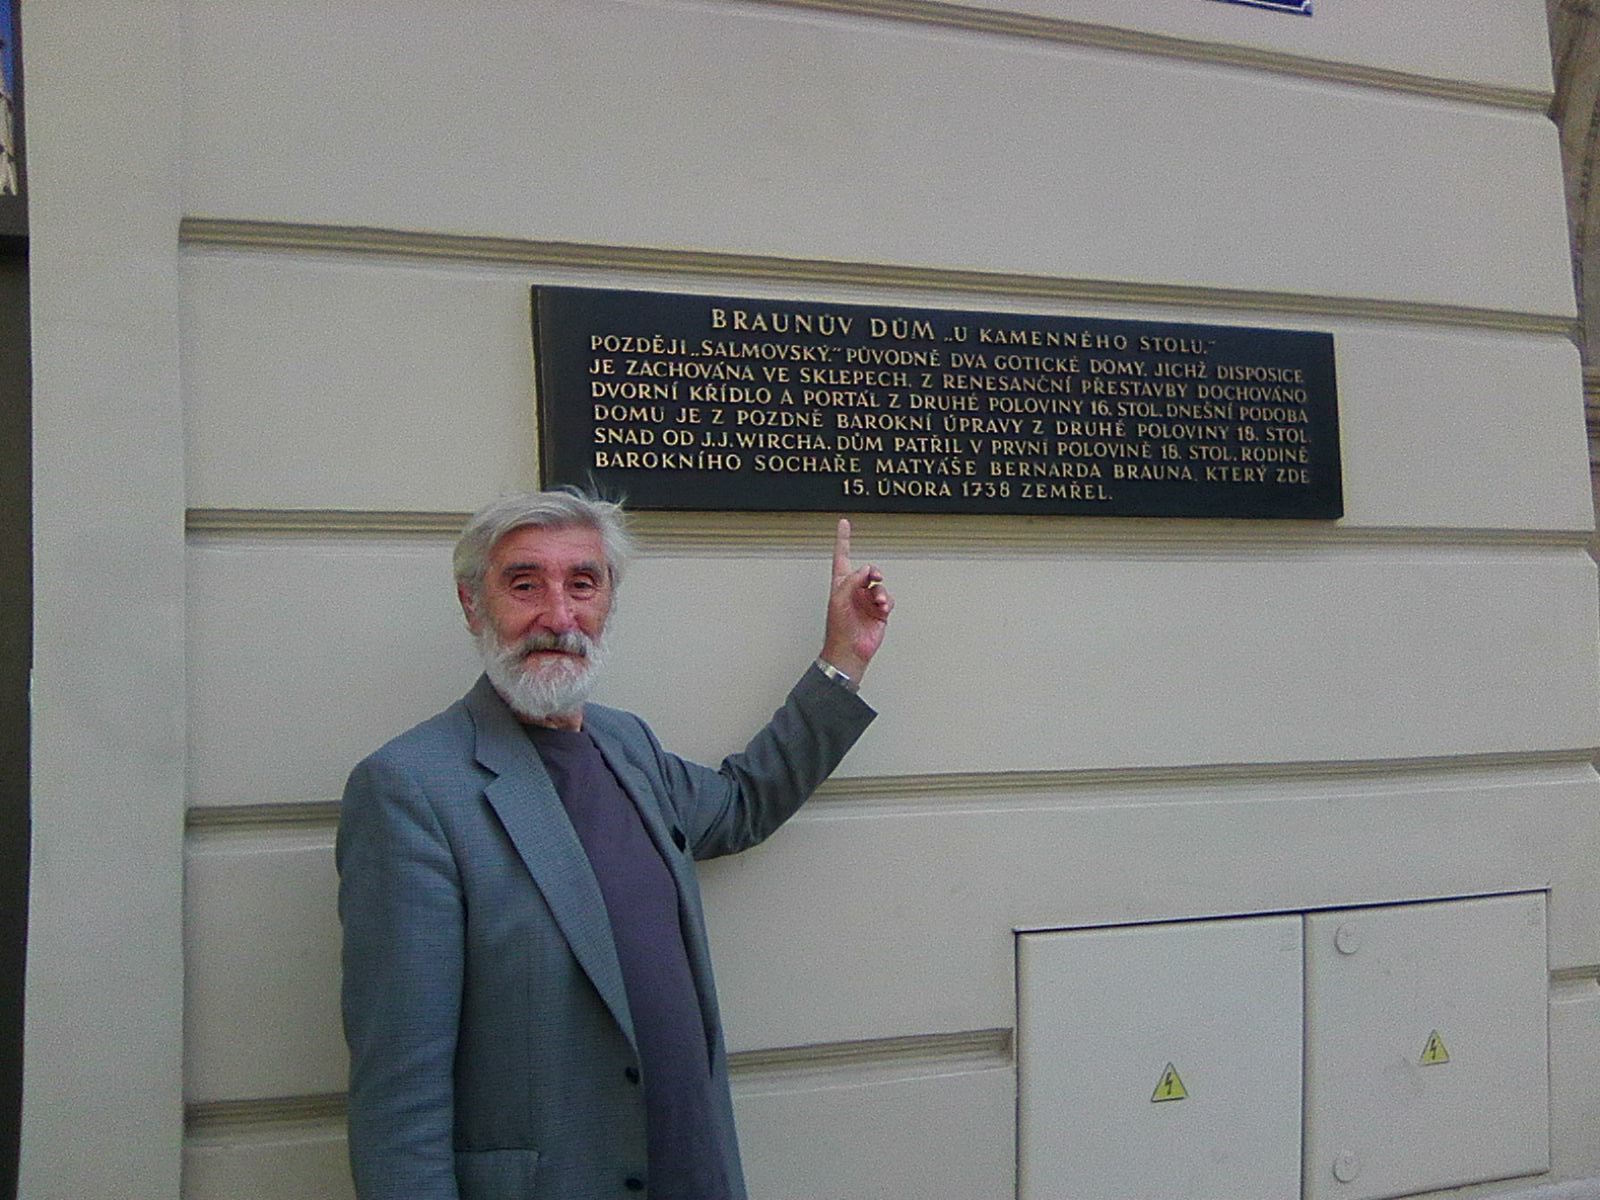 BRAUNŮV DŮM „U KAMENNÉHO STOLU.“
POZDĚJI „SALMOVSKÝ.“ PŮVODNĚ DVA GOTICKÉ DOMY, JICHŽ DISPOSICE
JE ZACHOVÁNA VE SKLEPECH. Z RENESANČNÍ PŘESTAVBY DOCHOVÁNO
DVORNÍ KŘÍDLO A PORTÁL Z DRUHÉ POLOVINY 16. STOL. DNEŠNÍ PODOBA
DOMU JE Z POZDNĚ BAROKNÍ ÚPRAVY Z DRUHÉ POLOVINY 18. STOL.
SNAD OD J.J.WIRCHA. DŮM PATŘIL V PRVNÍ POLOVINĚ 18. STOL. RODINĚ
BAROKNÍHO SOCHAŘE MATYÁŠE BERNARDA BRAUNA, KTERÝ ZDE
15. ÚNORA 1738 ZEMŘEL.